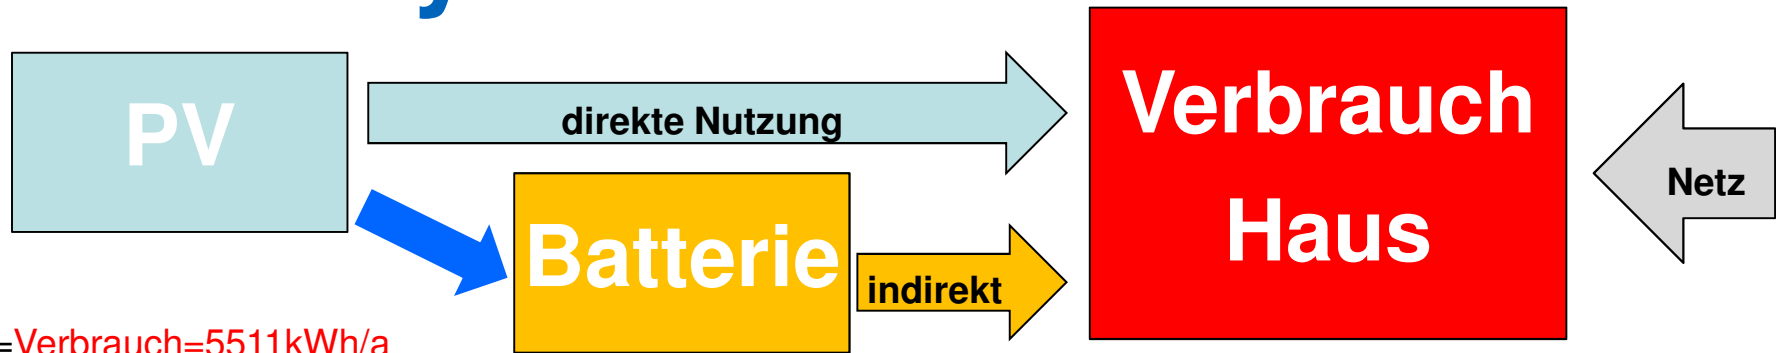 PV
direkte Nutzung
Verbrauch
Haus
Netz
Batterie
indirekt
=Verbrauch=5511kWh/a